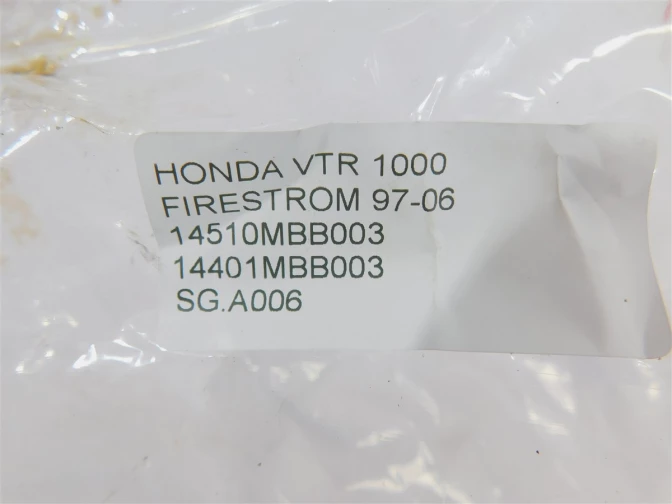 HONDA VTR 1000
FIRESTROM 97-06
14510MBB003
14401MBB003
SG.A006